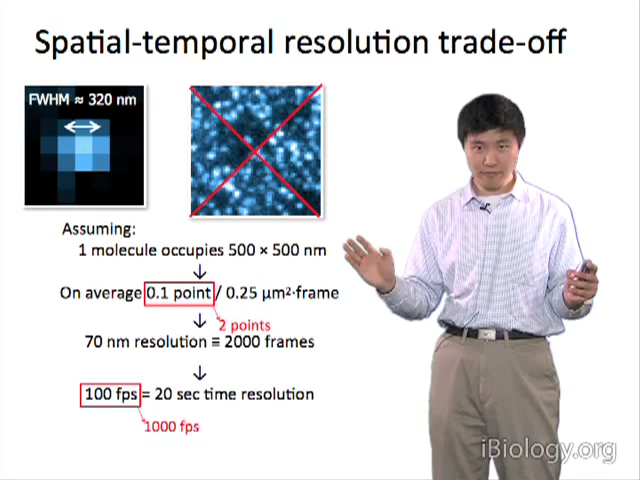 Spatial-temporal resolution trade-off
FWHM ≈ 320 nm
Assuming:
1 molecule occupies 500 × 500 nm
↓
On average 0.1 point / 0.25 µm²·frame
↓
2 points
70 nm resolution ≡ 2000 frames
↓
100 fps = 20 sec time resolution
1000 fps
iBiology.org